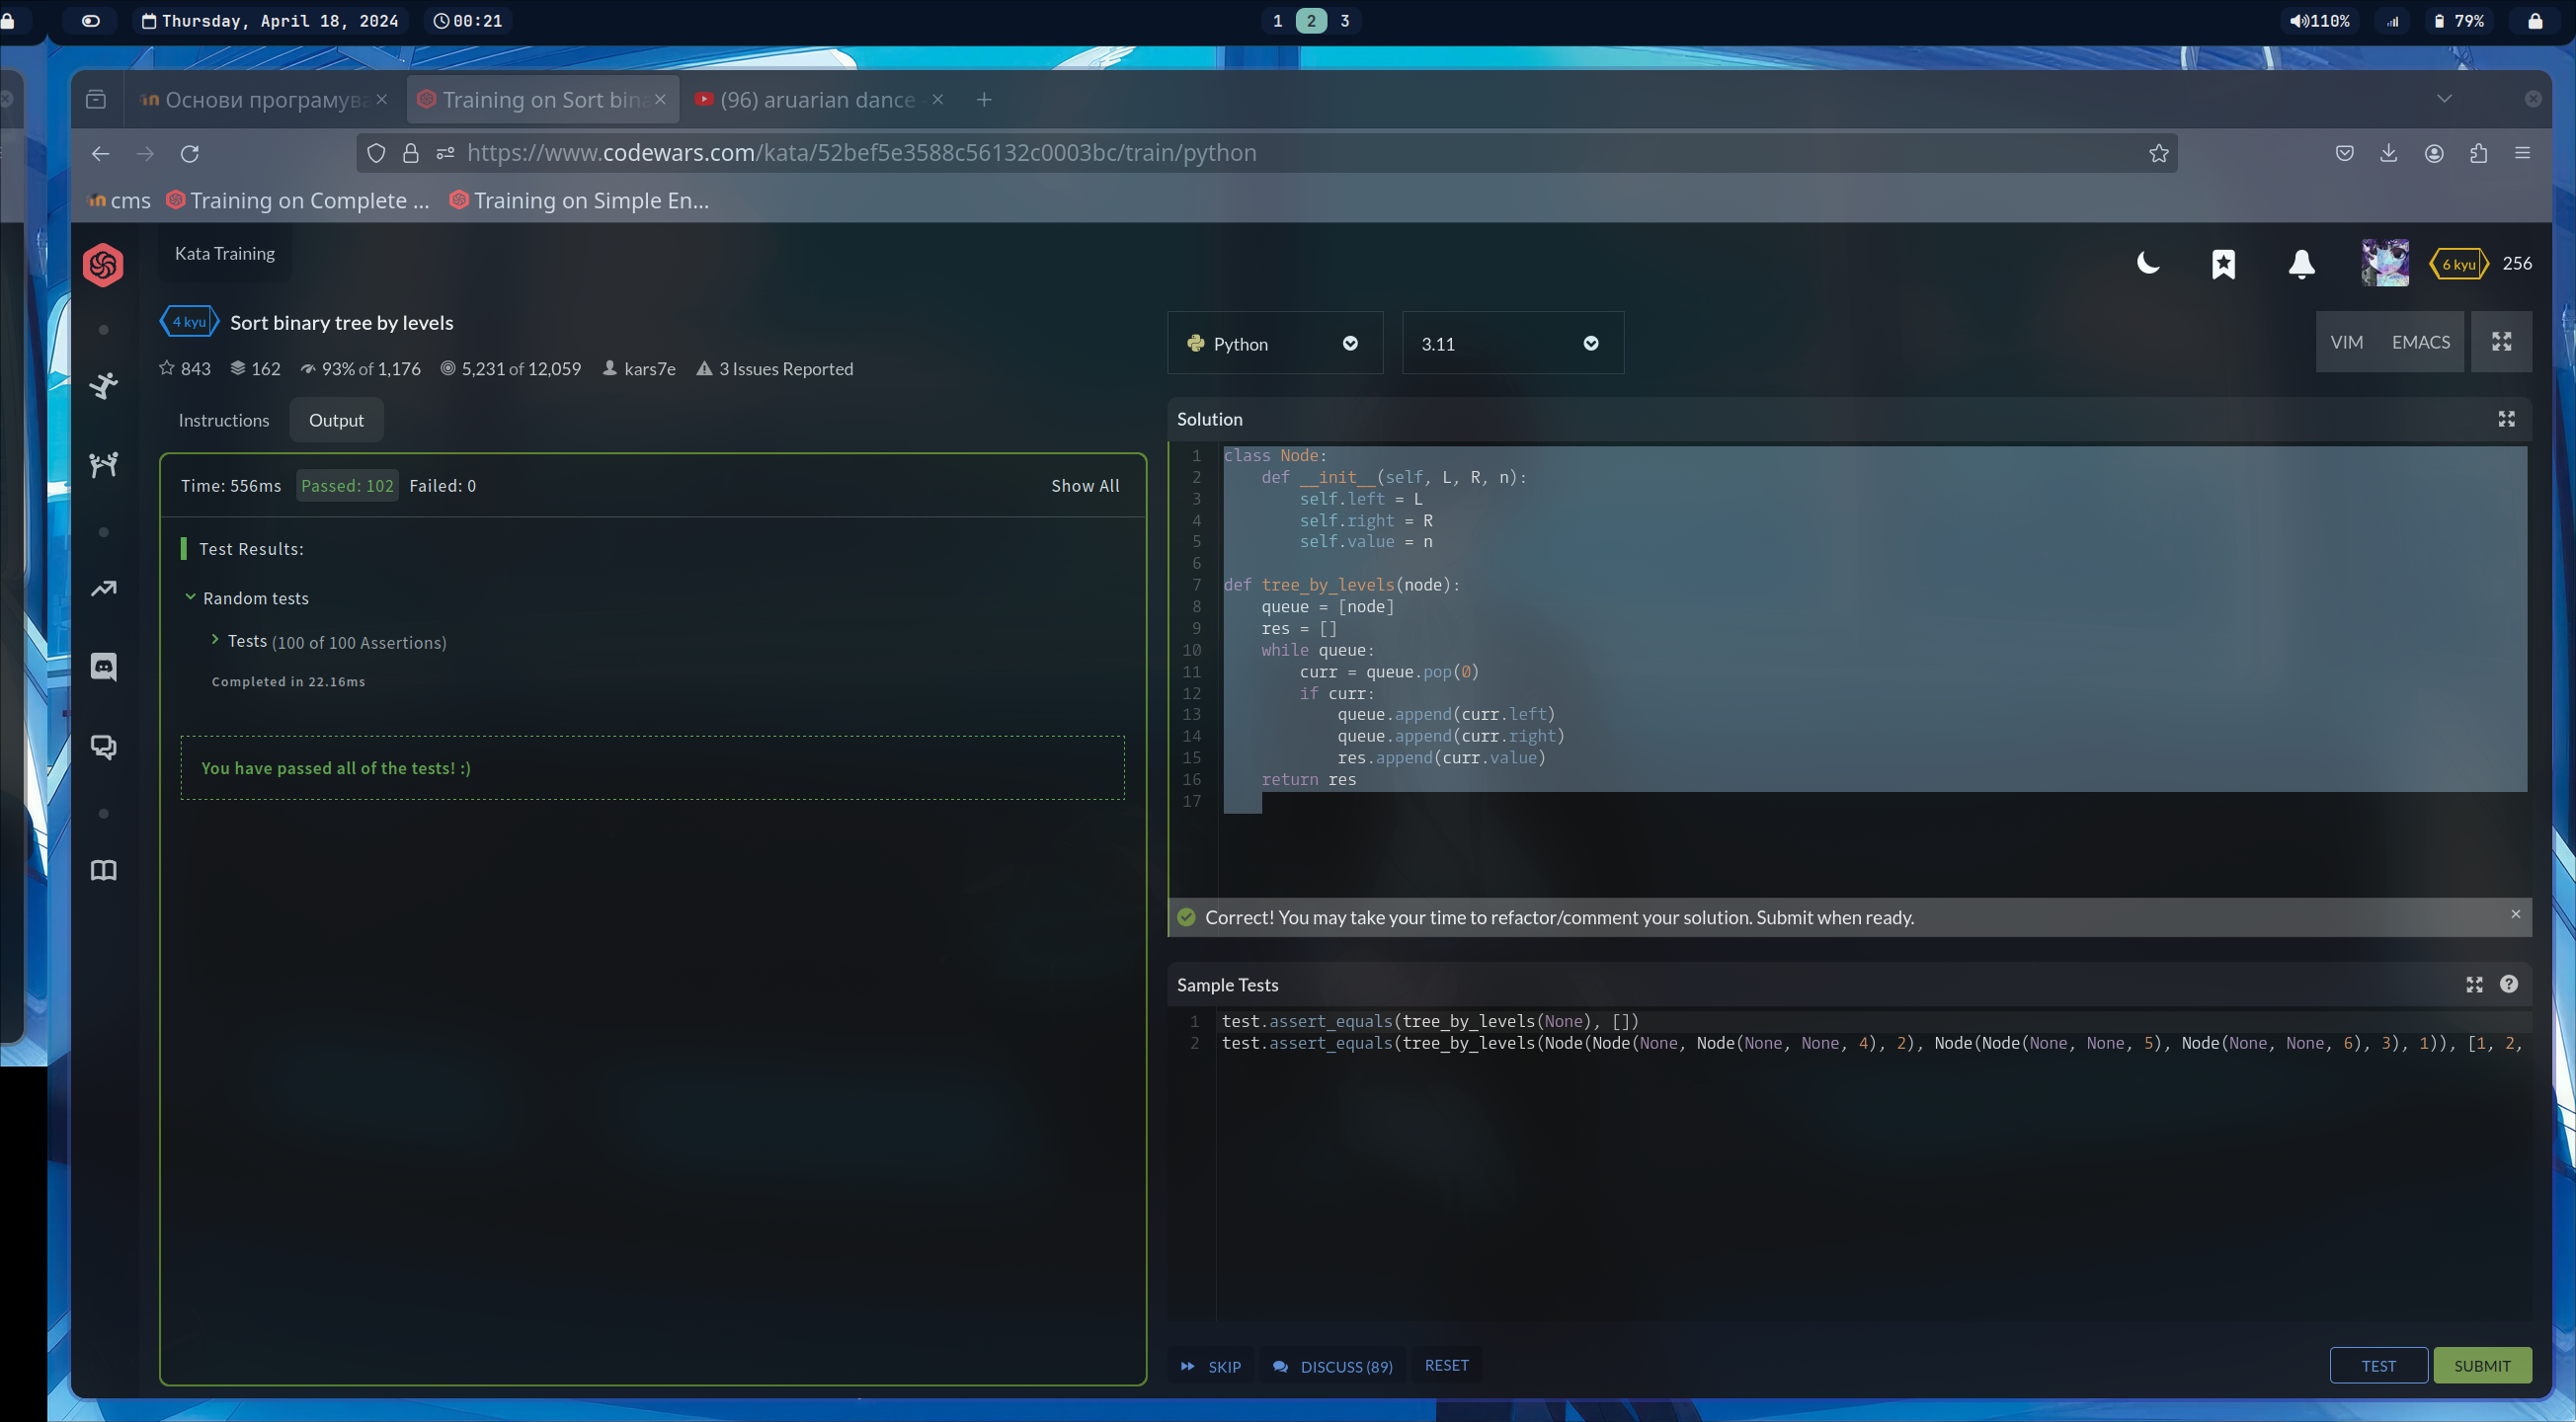 Thursday, April 18, 2024
00:21
1 2 3
110%
79%
Основи програмува
Training on Sort bina
(96) aruarian dance
https://www.codewars.com/kata/52bef5e3588c56132c0003bc/train/python
cms
Training on Complete ...
Training on Simple En...
Kata Training
6 kyu 256
4 kyu Sort binary tree by levels
843 162 93% of 1,176 5,231 of 12,059 kars7e 3 Issues Reported
Python
3.11
VIM EMACS
Instructions Output
Time: 556ms Passed: 102 Failed: 0 Show All
Test Results:
Random tests
Tests (100 of 100 Assertions)
Completed in 22.16ms
You have passed all of the tests! :)
Solution
1 class Node:
2     def __init__(self, L, R, n):
3         self.left = L
4         self.right = R
5         self.value = n
6
7 def tree_by_levels(node):
8     queue = [node]
9     res = []
10     while queue:
11         curr = queue.pop(0)
12         if curr:
13             queue.append(curr.left)
14             queue.append(curr.right)
15             res.append(curr.value)
16     return res
17
Correct! You may take your time to refactor/comment your solution. Submit when ready.
Sample Tests
1 test.assert_equals(tree_by_levels(None), [])
2 test.assert_equals(tree_by_levels(Node(Node(None, Node(None, None, 4), 2), Node(Node(None, None, 5), Node(None, None, 6), 3), 1)), [1, 2,
SKIP DISCUSS (89) RESET
TEST SUBMIT